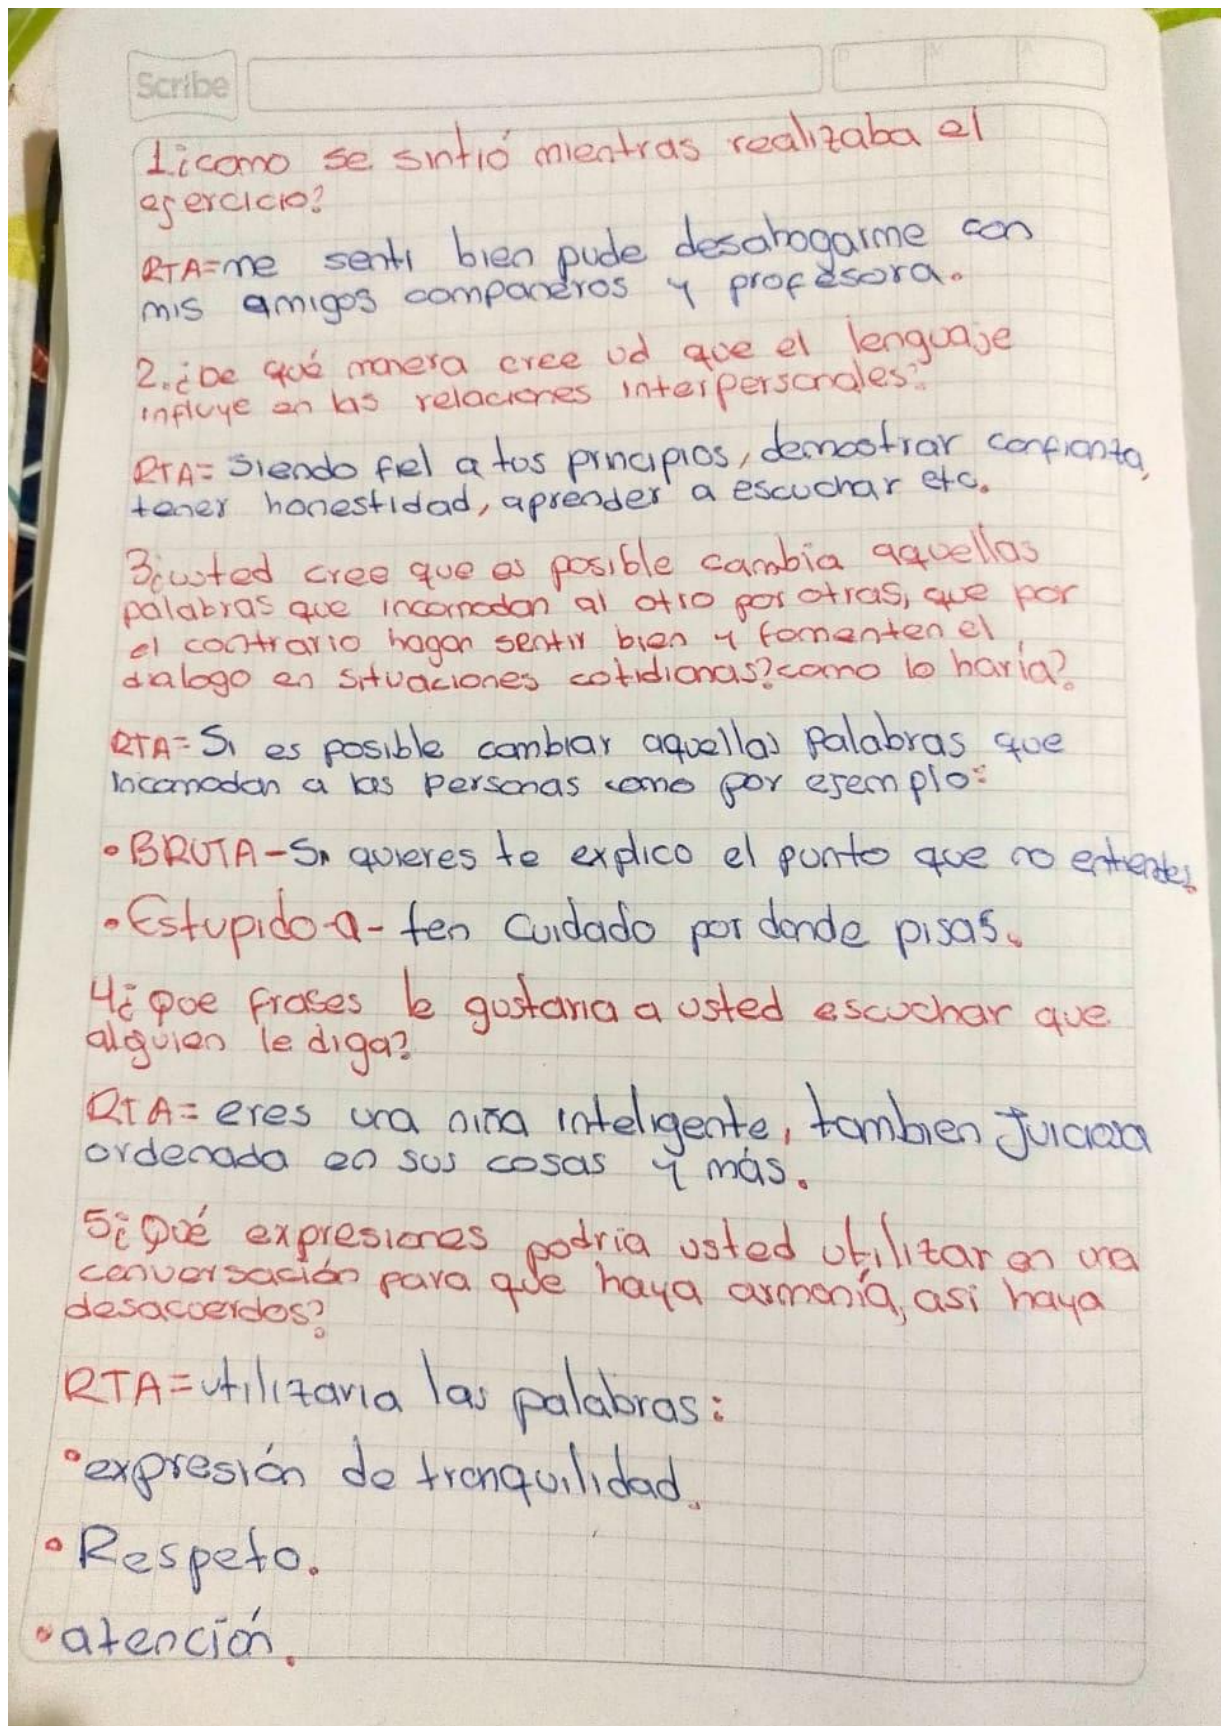 Scribe
1¿como se sintió mientras realizaba el
ejercicio?
RTA=me senti bien pude desahogarme con
mis amigos compañeros y profesora.
2.¿De qué manera cree ud que el lenguaje
influye en las relaciones interpersonales?
RTA= siendo fiel a tus principios, demostrar confianza,
tener honestidad, aprender a escuchar etc.
3¿usted cree que es posible cambia aquellas
palabras que incomodan al otro por otras, que por
el contrario hagan sentir bien y fomenten el
dialogo en situaciones cotidianas?como lo haría?
RTA= Si es posible cambiar aquellas palabras que
incomodan a las personas como por ejemplo:
• BRUTA-Si quieres te explico el punto que no entiendes.
• Estupido-a- ten cuidado por donde pisas.
4¿Que frases le gustaria a usted escuchar que
alguien le diga?
RTA= eres una niña inteligente, tambien Juiciosa
ordenada en sus cosas y más.
5¿Qué expresiones podria usted utilizar en una
conversación para que haya armonía, asi haya
desacuerdos?
RTA=utilizaria las palabras:
• expresión de tranquilidad.
• Respeto.
• atención.